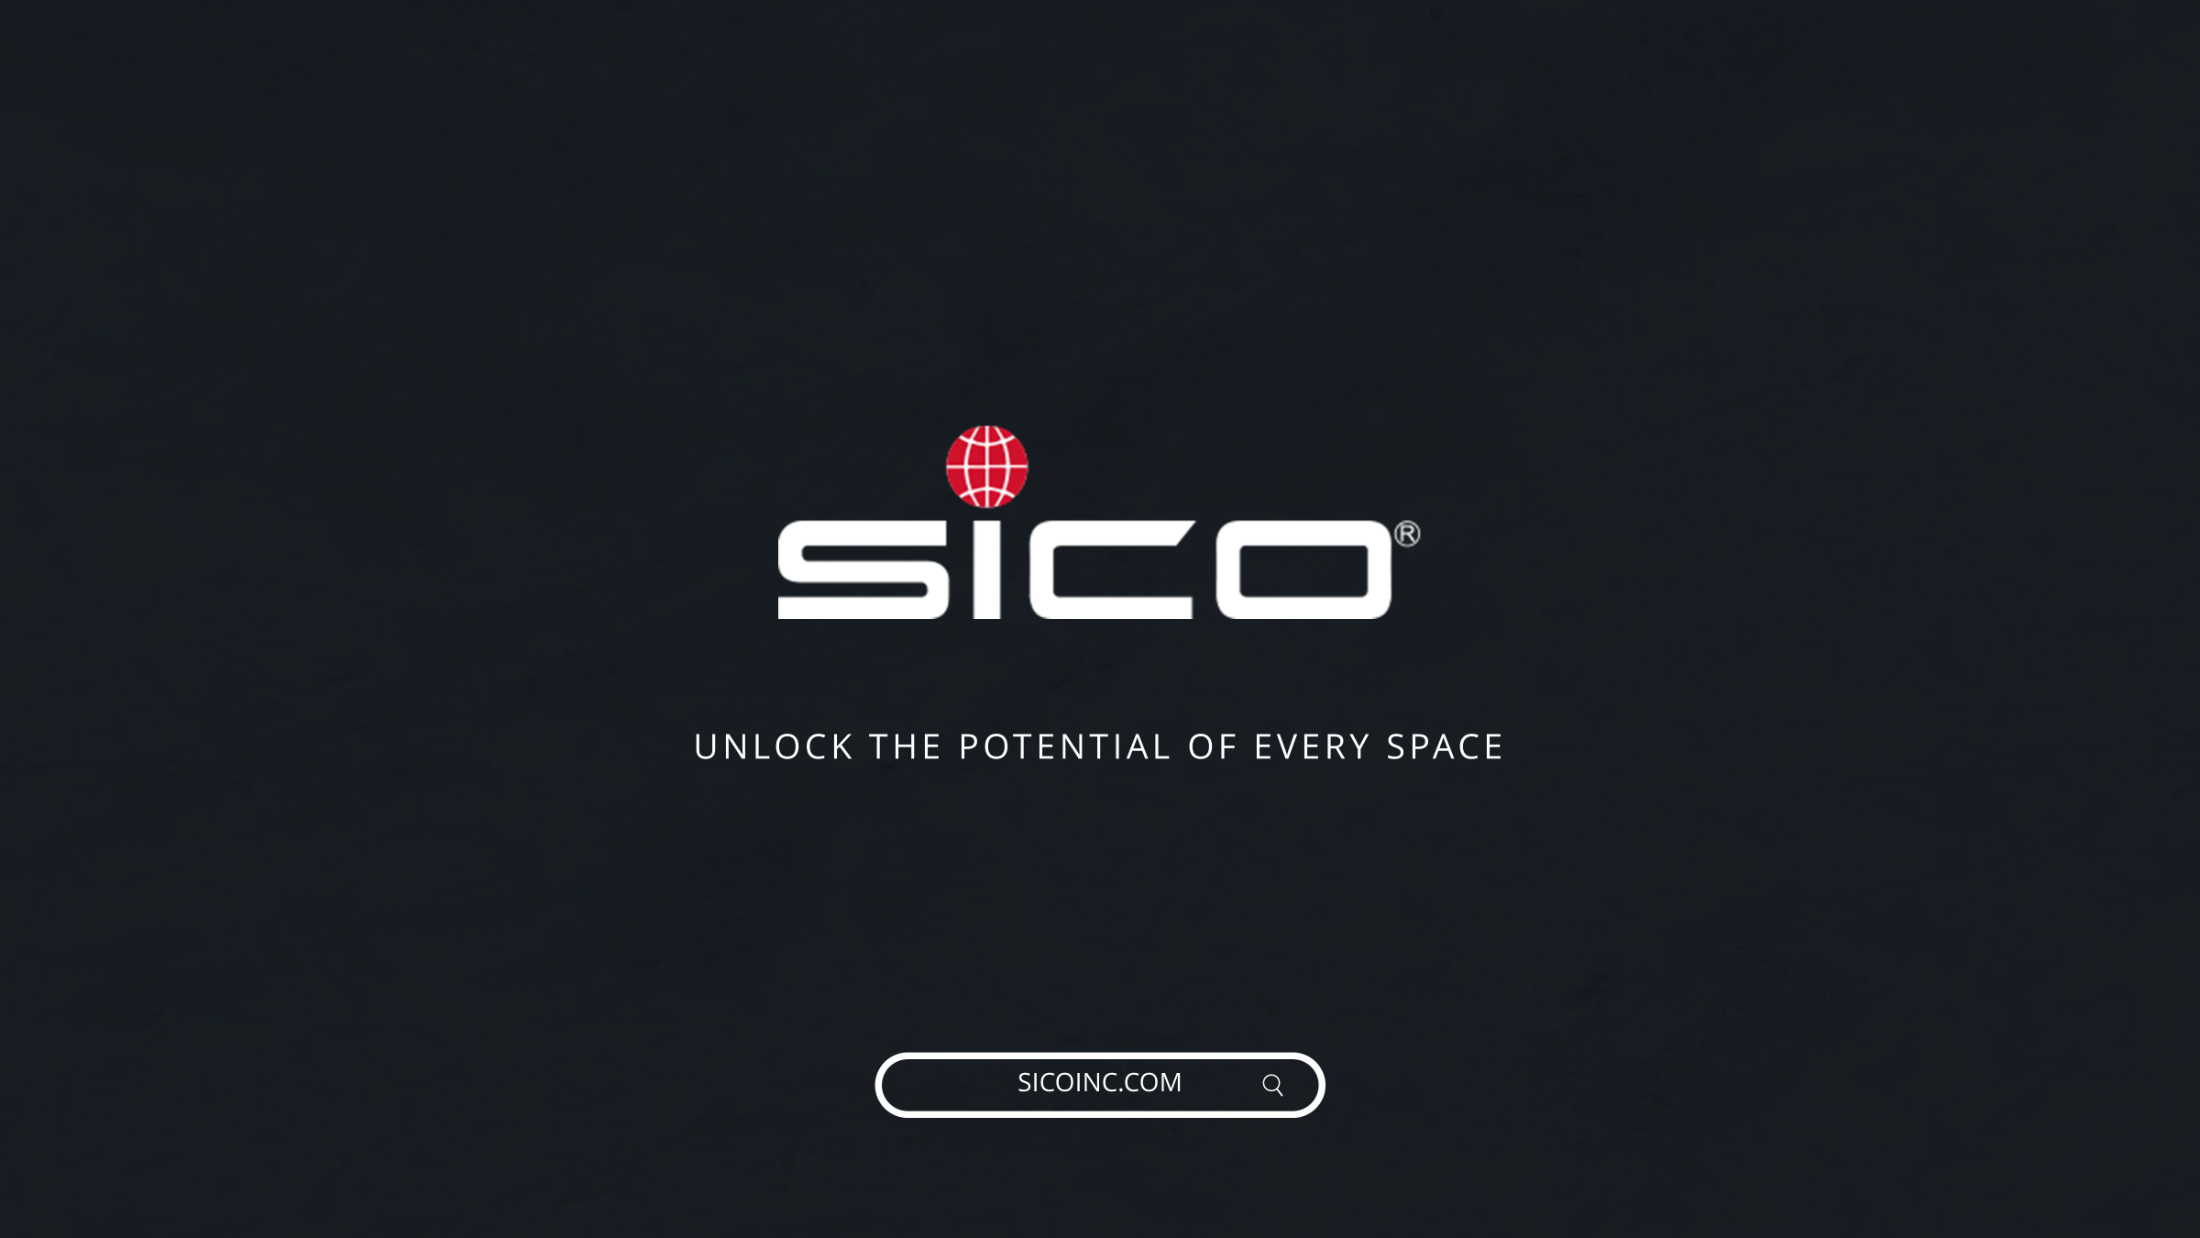 SiCO®
UNLOCK THE POTENTIAL OF EVERY SPACE
SICOINC.COM